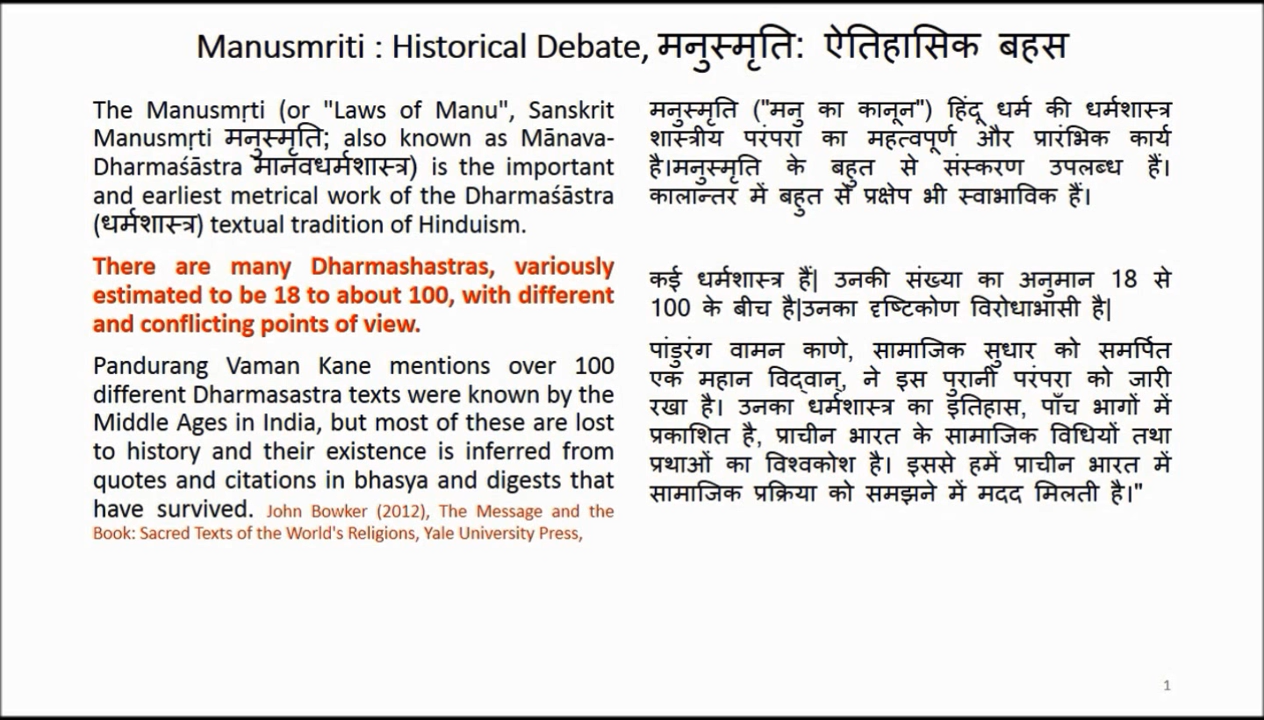 Manusmriti : Historical Debate, मनुस्मृति: ऐतिहासिक बहस
The Manusmṛti (or "Laws of Manu", Sanskrit
Manusmṛti मनुस्मृति; also known as Mānava-
Dharmaśāstra मानवधर्मशास्त्र) is the important
and earliest metrical work of the Dharmaśāstra
(धर्मशास्त्र) textual tradition of Hinduism.
There are many Dharmashastras, variously
estimated to be 18 to about 100, with different
and conflicting points of view.
Pandurang Vaman Kane mentions over 100
different Dharmasastra texts were known by the
Middle Ages in India, but most of these are lost
to history and their existence is inferred from
quotes and citations in bhasya and digests that
have survived. John Bowker (2012), The Message and the
Book: Sacred Texts of the World's Religions, Yale University Press,
मनुस्मृति ("मनु का कानून") हिंदू धर्म की धर्मशास्त्र
शास्त्रीय परंपरा का महत्वपूर्ण और प्रारंभिक कार्य
है।मनुस्मृति के बहुत से संस्करण उपलब्ध हैं।
कालान्तर में बहुत से प्रक्षेप भी स्वाभाविक हैं।
कई धर्मशास्त्र हैं| उनकी संख्या का अनुमान 18 से
100 के बीच है|उनका दृष्टिकोण विरोधाभासी है|
पांडुरंग वामन काणे, सामाजिक सुधार को समर्पित
एक महान विद्वान्, ने इस पुरानी परंपरा को जारी
रखा है। उनका धर्मशास्त्र का इतिहास, पाँच भागों में
प्रकाशित है, प्राचीन भारत के सामाजिक विधियों तथा
प्रथाओं का विश्वकोश है। इससे हमें प्राचीन भारत में
सामाजिक प्रक्रिया को समझने में मदद मिलती है।"
1